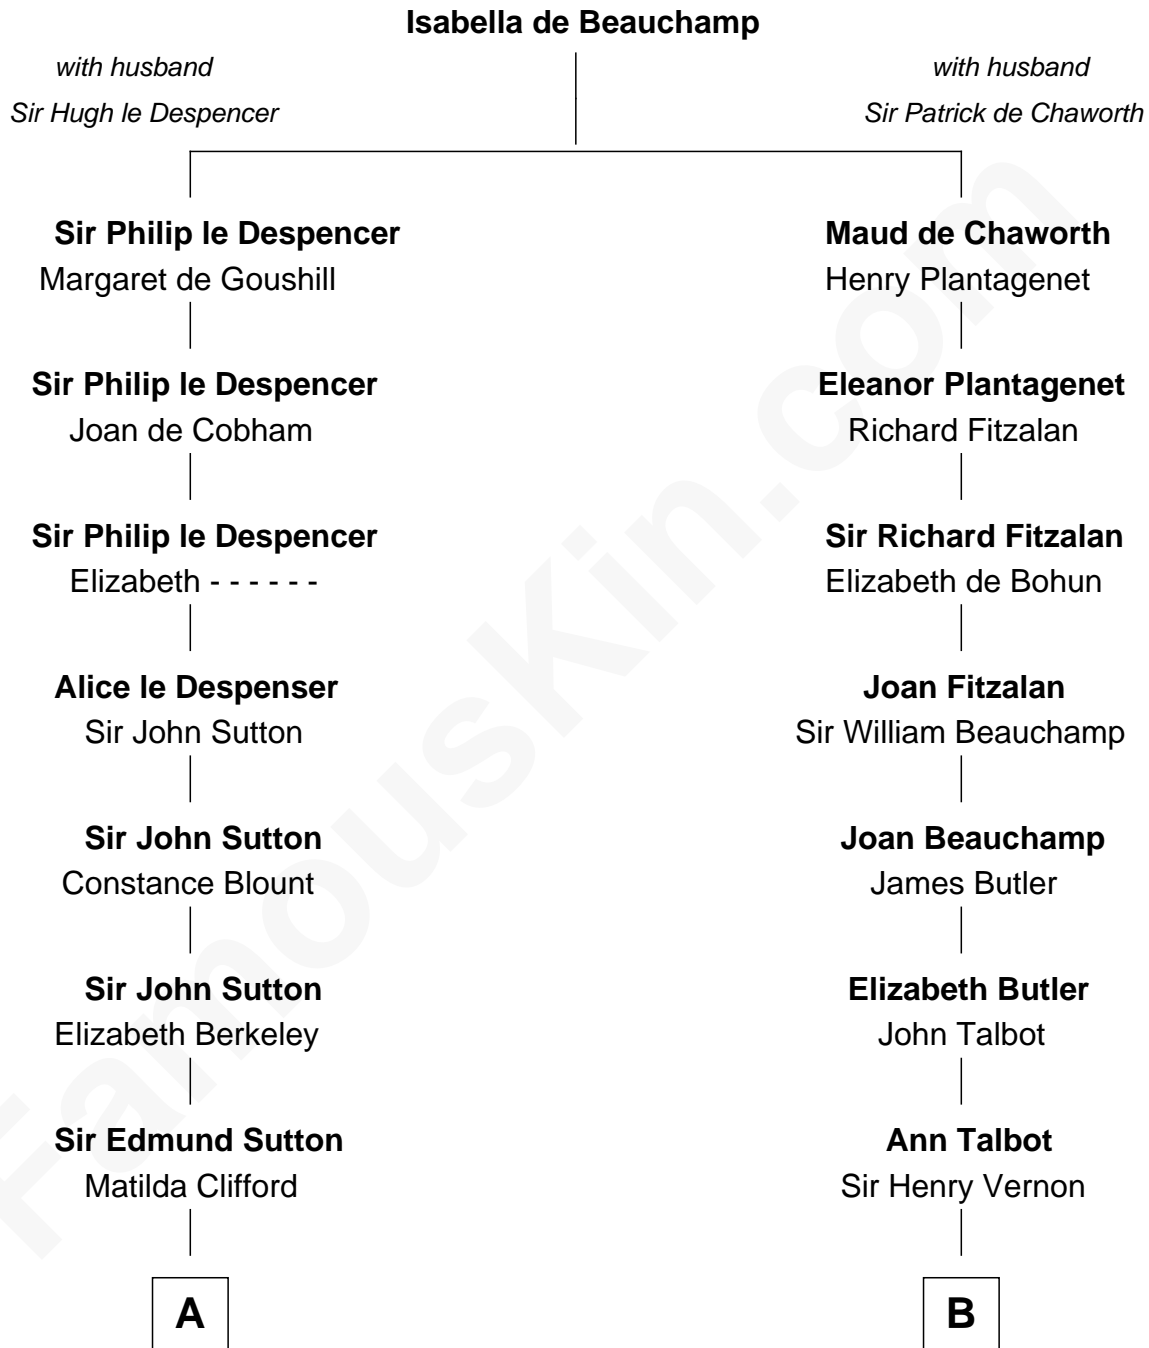 Isabella de Beauchamp
with husband
Sir Hugh le Despencer
with husband
Sir Patrick de Chaworth
Sir Philip le Despencer
Margaret de Goushill
Maud de Chaworth
Henry Plantagenet
Sir Philip le Despencer
Joan de Cobham
Eleanor Plantagenet
Richard Fitzalan
Sir Philip le Despencer
Elizabeth - - - - - -
Sir Richard Fitzalan
Elizabeth de Bohun
Alice le Despenser
Sir John Sutton
Joan Fitzalan
Sir William Beauchamp
Sir John Sutton
Constance Blount
Joan Beauchamp
James Butler
Sir John Sutton
Elizabeth Berkeley
Elizabeth Butler
John Talbot
Sir Edmund Sutton
Matilda Clifford
Ann Talbot
Sir Henry Vernon
A
B
FamousKin.com